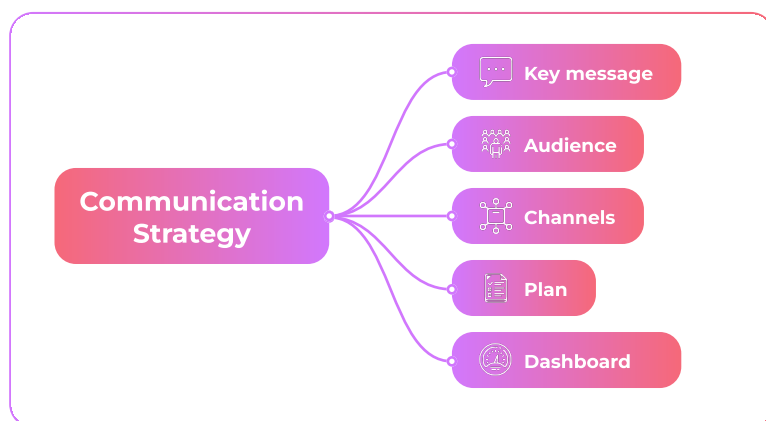 Communication
Strategy
Key message
Audience
Channels
Plan
Dashboard